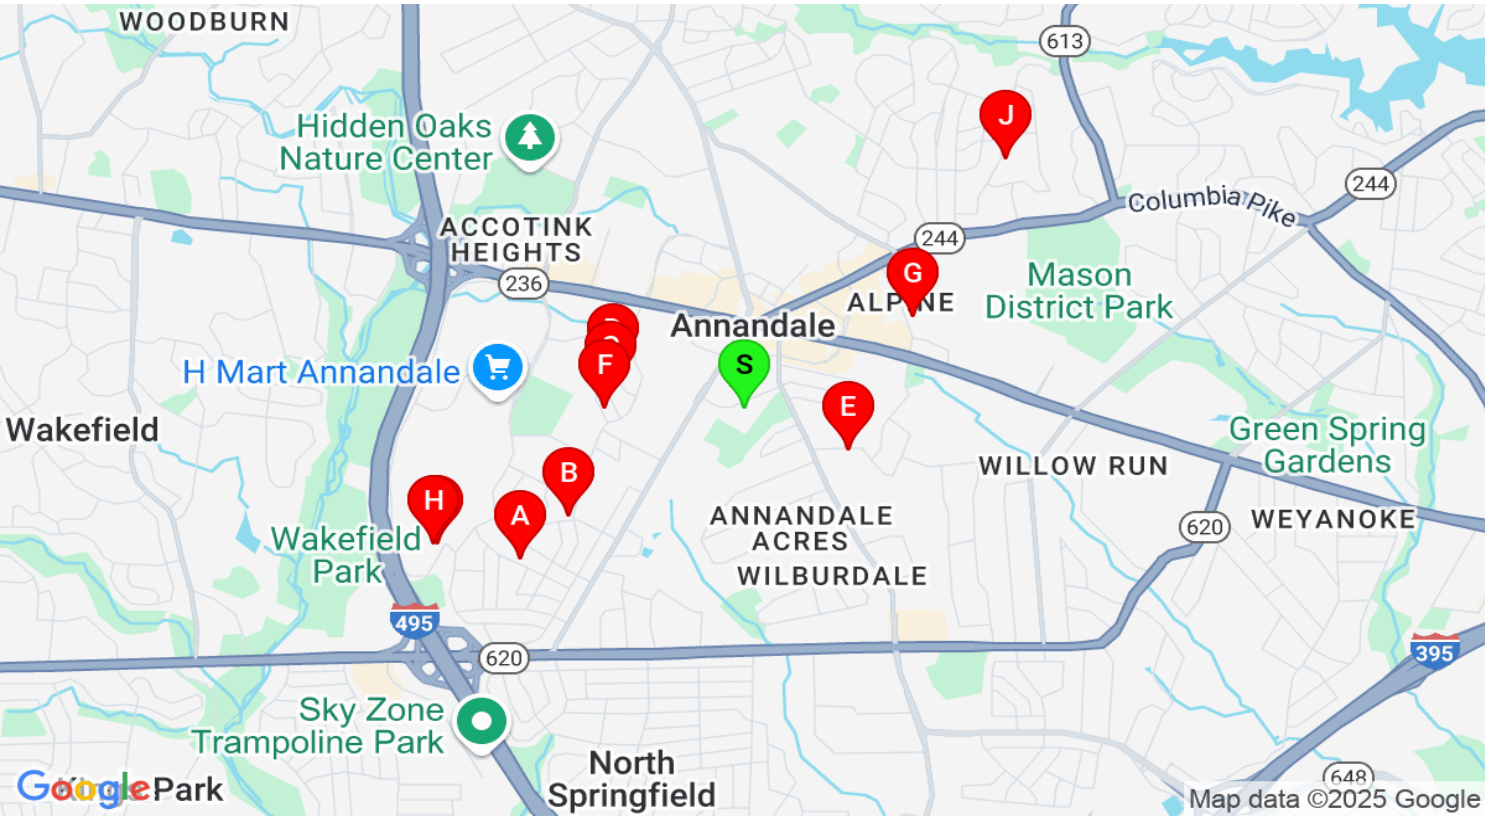 WOODBURN
613
Hidden Oaks
Nature Center
J
244
Columbia Pike
ACCOTINK
HEIGHTS
244
236
G
Mason
District Park
ALPINE
Annandale
H Mart Annandale
F
S
E
Wakefield
Green Spring
Gardens
WILLOW RUN
B
H
A
ANNANDALE
ACRES
620
WEYANOKE
Wakefield
Park
WILBURDALE
495
620
395
Sky Zone
Trampoline Park
North
Springfield
648
Google
Park
Map data ©2025 Google